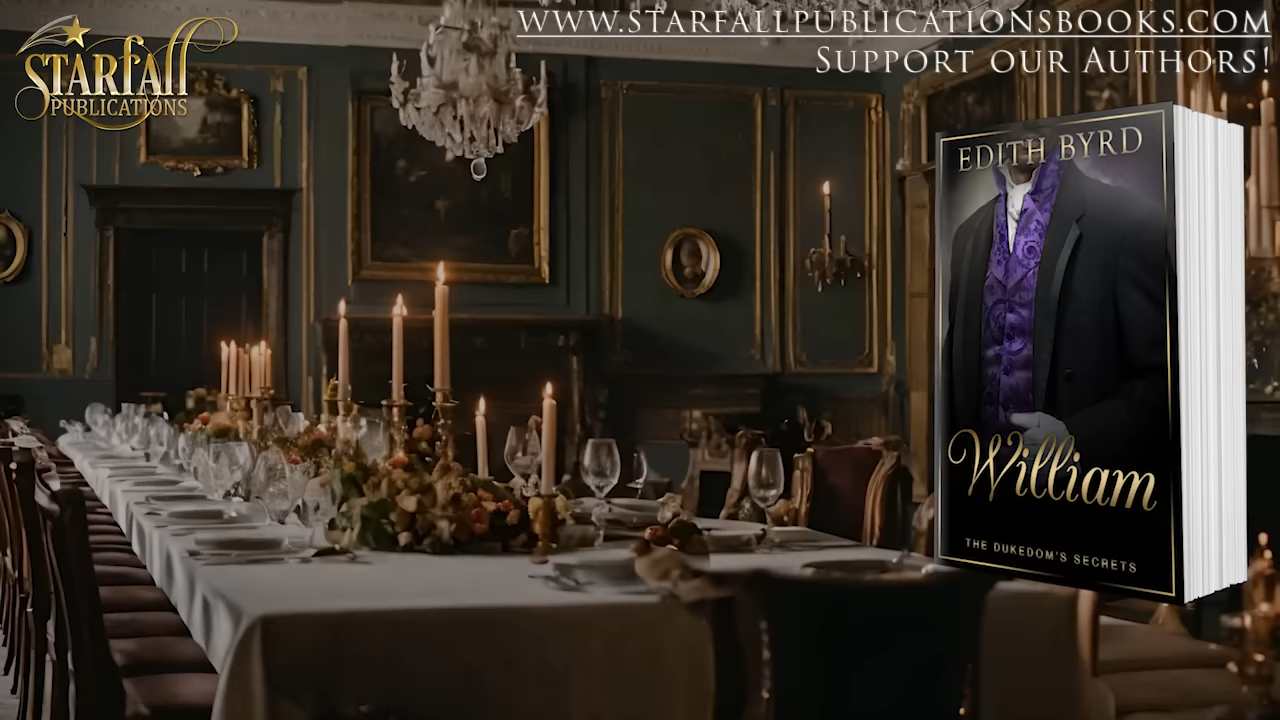 STARfall
PUBLICATIONS
WWW.STARFALLPUBLICATIONSBOOKS.COM
SUPPORT OUR AUTHORS!
EDITH BYRD
William
THE DUKEDOM'S SECRETS